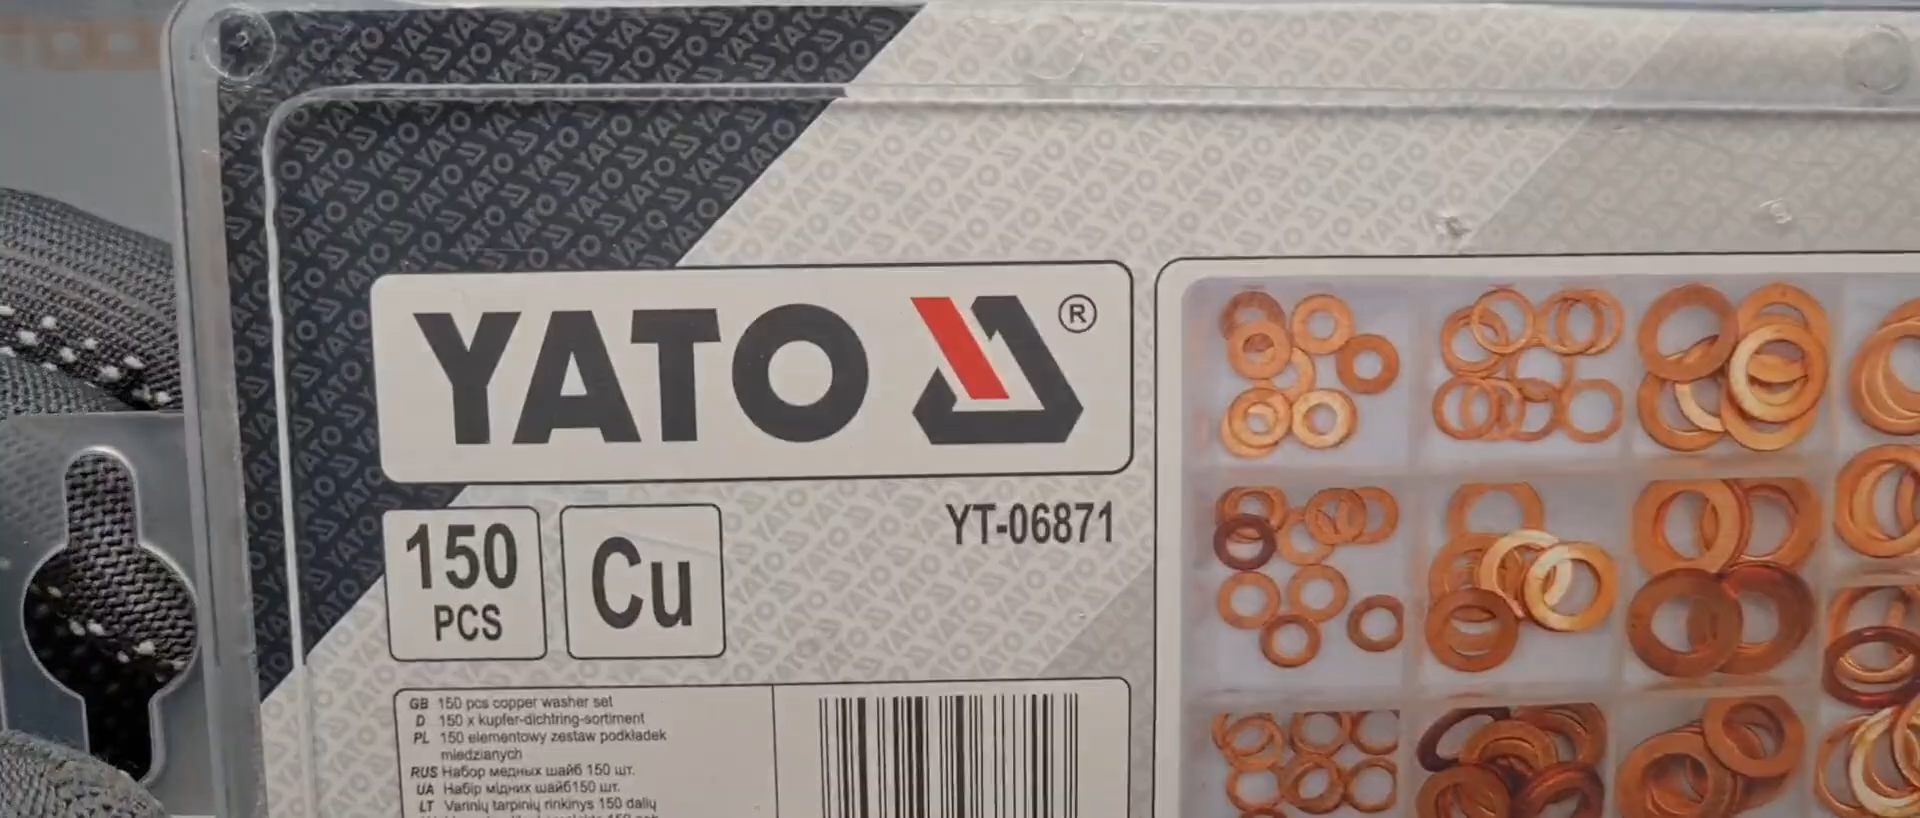 YATO ®
YT-06871
150
PCS
Cu
GB 150 pcs copper washer set
D 150 x kupfer-dichtring-sortiment
PL 150 elementowy zestaw podkładek
miedzianych
RUS Набор медных шайб 150 шт.
UA Набір мідних шайб150 шт.
LT Varinių tarpinių rinkinys 150 dalių